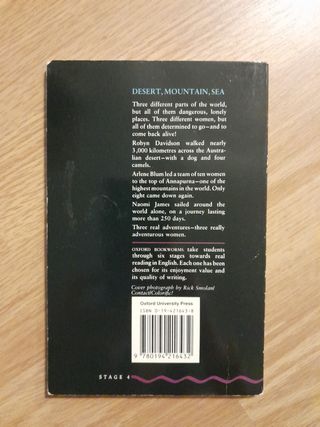 DESERT, MOUNTAIN, SEA
Three different parts of the world,
but all of them dangerous, lonely
places. Three different women, but
all of them determined to go—and to
come back alive!
Robyn Davidson walked nearly
3,000 kilometres across the Austra-
lian desert—with a dog and four
camels.
Arlene Blum led a team of ten women
to the top of Annapurna—one of the
highest mountains in the world. Only
eight came down again.
Naomi James sailed around the
world alone, on a journey lasting
more than 250 days.
Three real adventures—three really
adventurous women.
OXFORD BOOKWORMS take students
through six stages towards real
reading in English. Each one has been
chosen for its enjoyment value and
its quality of writing.
Cover photograph by Rick Smolan/
Contact/Colorific!
Oxford University Press
ISBN 0-19-421643-8
9 780194 216432
STAGE 4